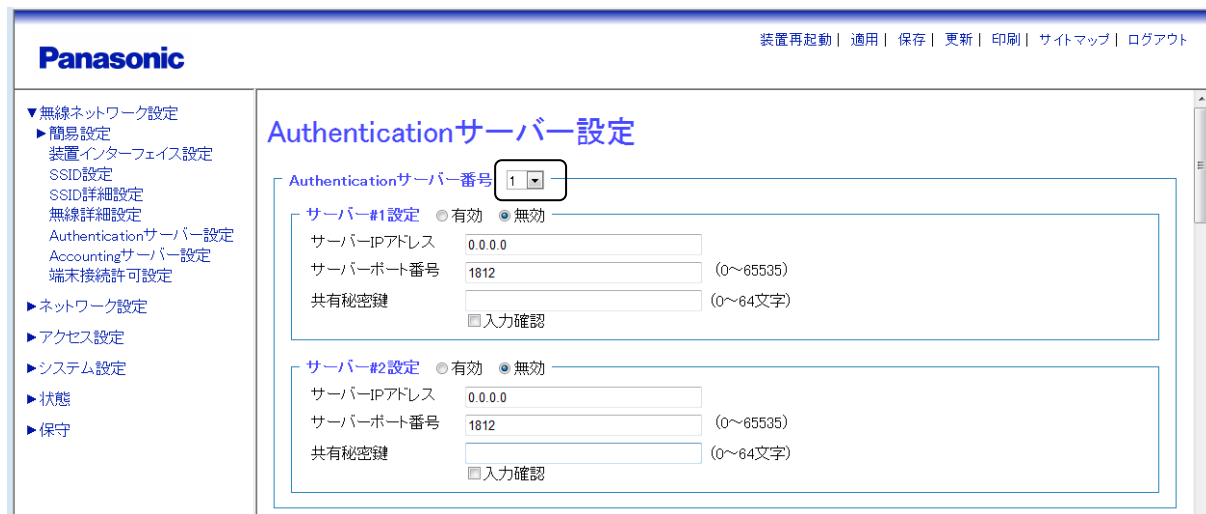 Panasonic
装置再起動| 適用| 保存| 更新| 印刷| サイトマップ| ログアウト
▼無線ネットワーク設定
▶簡易設定
装置インターフェイス設定
SSID設定
SSID詳細設定
無線詳細設定
Authenticationサーバー設定
Accountingサーバー設定
端末接続許可設定
▶ネットワーク設定
▶アクセス設定
▶システム設定
▶状態
▶保守
Authenticationサーバー設定
Authenticationサーバー番号 1
サーバー#1設定 有効 無効
サーバーIPアドレス 0.0.0.0
サーバーポート番号 1812 (0～65535)
共有秘密鍵 (0～64文字)
入力確認
サーバー#2設定 有効 無効
サーバーIPアドレス 0.0.0.0
サーバーポート番号 1812 (0～65535)
共有秘密鍵 (0～64文字)
入力確認